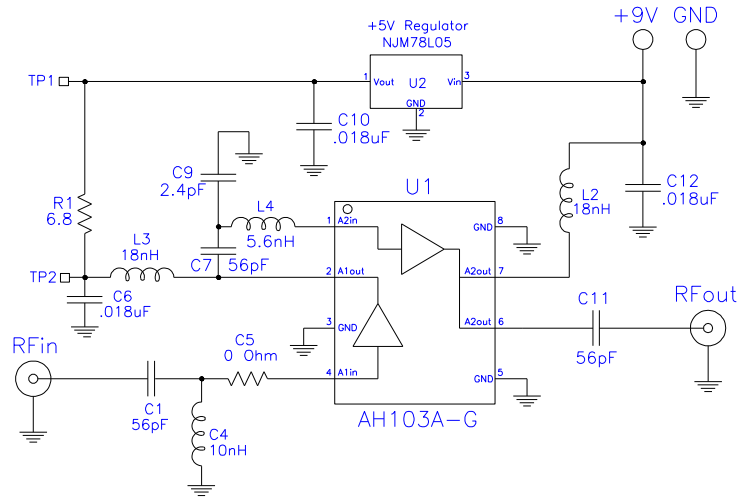 +9V GND
+5V Regulator
NJM78L05
TP1
1 Vout U2 Vin 3
GND
2
C10
.018uF
C9
2.4pF
U1
R1
6.8
L2
18nH
C12
.018uF
L4
5.6nH
1 A2in
GND 8
L3
18nH
C7 56pF
TP2
2 A1out
A2out 7
C6
.018uF
3 GND
A2out 6
C11
56pF
RFout
RFin
C5
0 Ohm
4 A1in
GND 5
C1
56pF
C4
10nH
AH103A-G